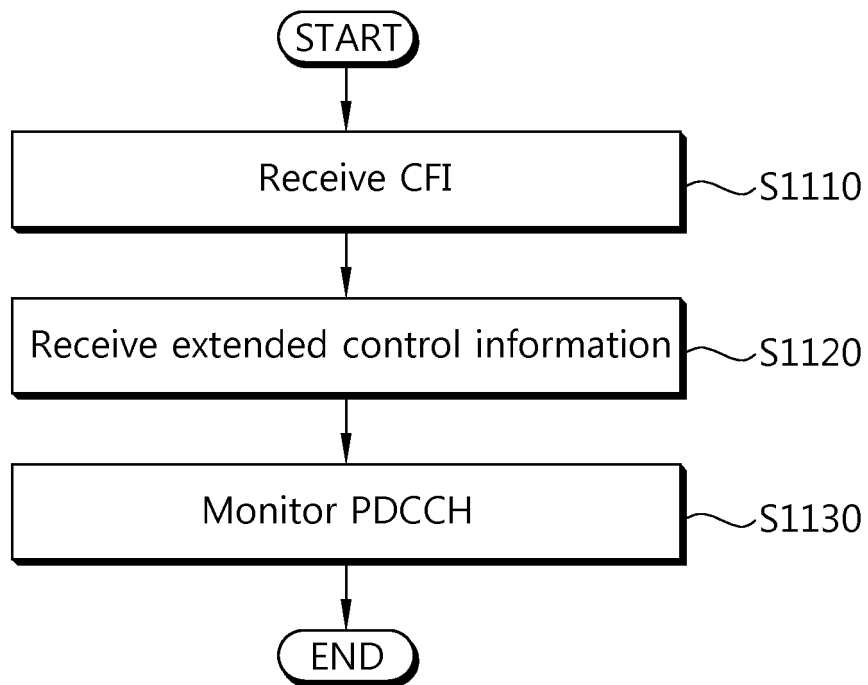 START
Receive CFI
S1110
Receive extended control information
S1120
Monitor PDCCH
S1130
END